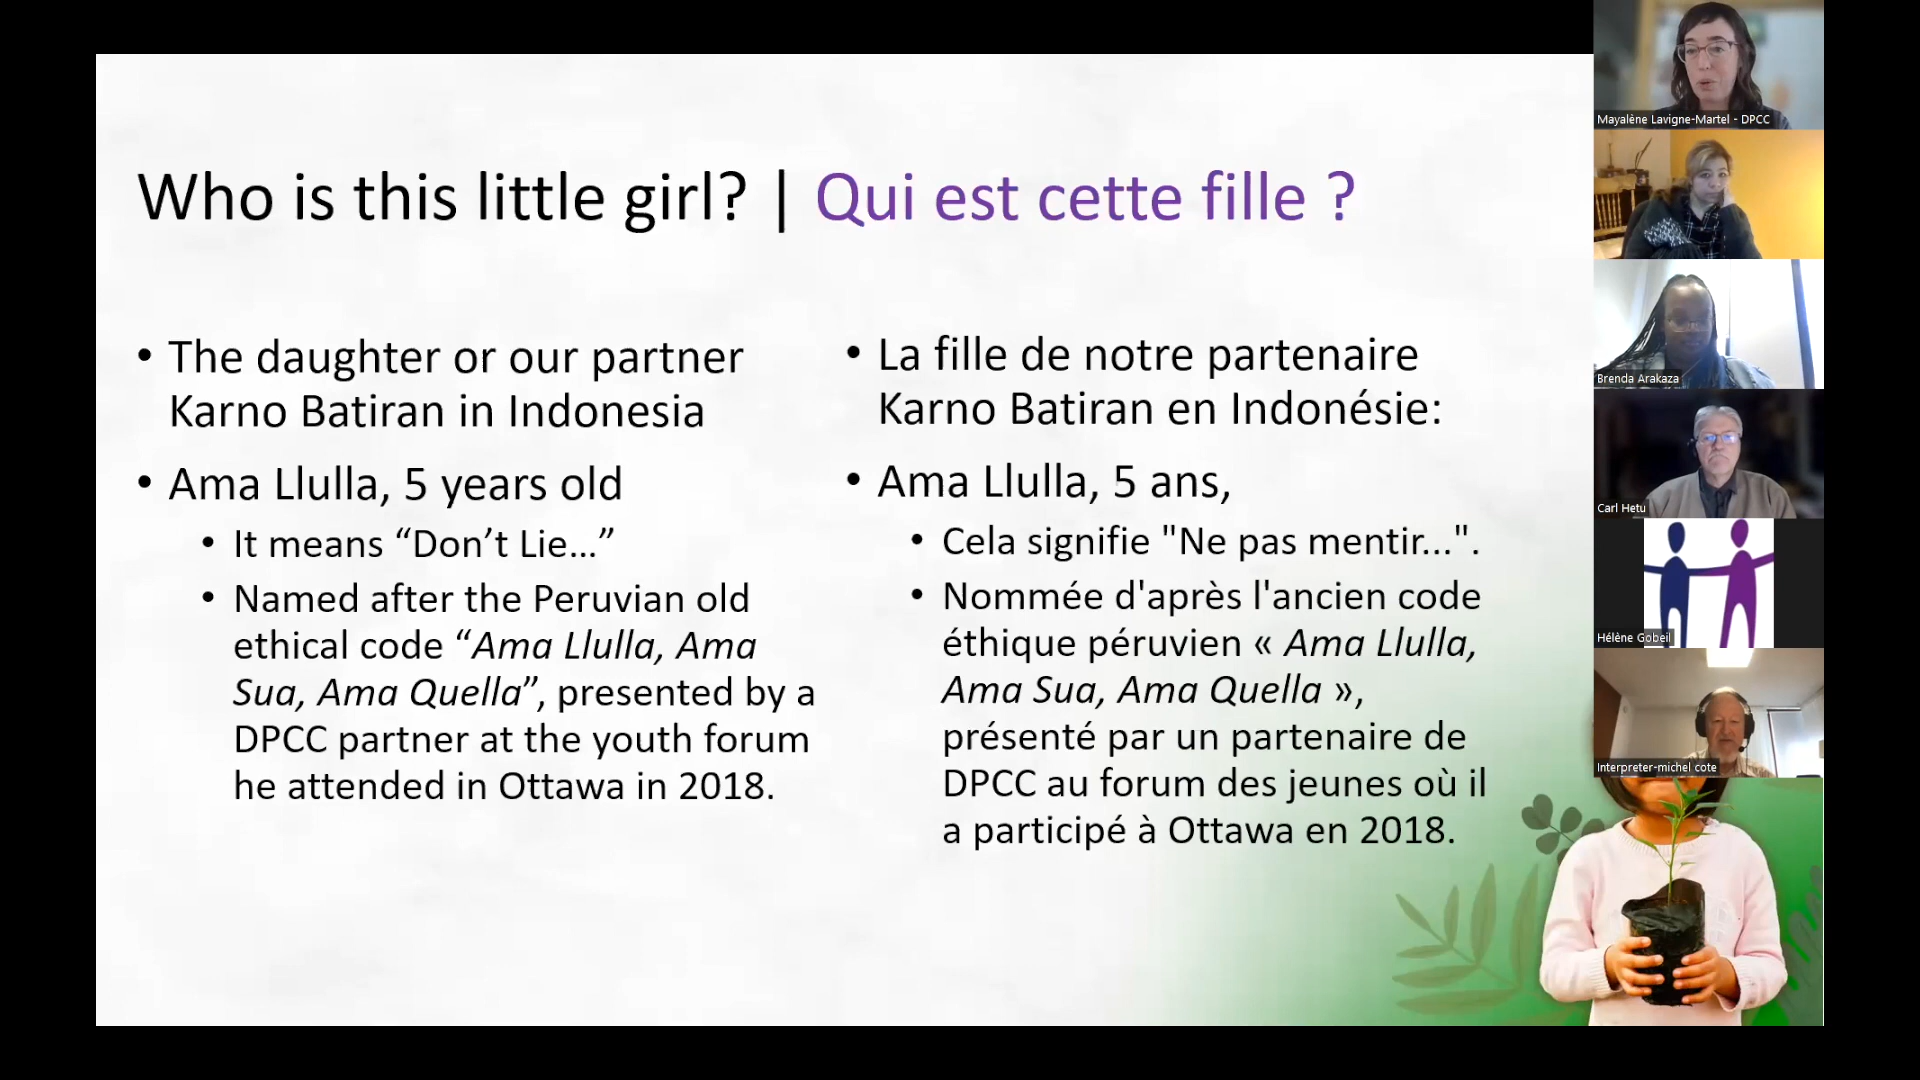 Who is this little girl? | Qui est cette fille ?
• The daughter or our partner
Karno Batiran in Indonesia
• Ama Llulla, 5 years old
• It means “Don’t Lie...”
• Named after the Peruvian old
ethical code “Ama Llulla, Ama
Sua, Ama Quella”, presented by a
DPCC partner at the youth forum
he attended in Ottawa in 2018.
• La fille de notre partenaire
Karno Batiran en Indonésie:
• Ama Llulla, 5 ans,
• Cela signifie "Ne pas mentir...".
• Nommée d'après l'ancien code
éthique péruvien « Ama Llulla,
Ama Sua, Ama Quella »,
présenté par un partenaire de
DPCC au forum des jeunes où il
a participé à Ottawa en 2018.
Mayalène Lavigne-Martel - DPCC
Brenda Arakaza
Carl Hetu
Hélène Gobeil
Interpreter-michel cote